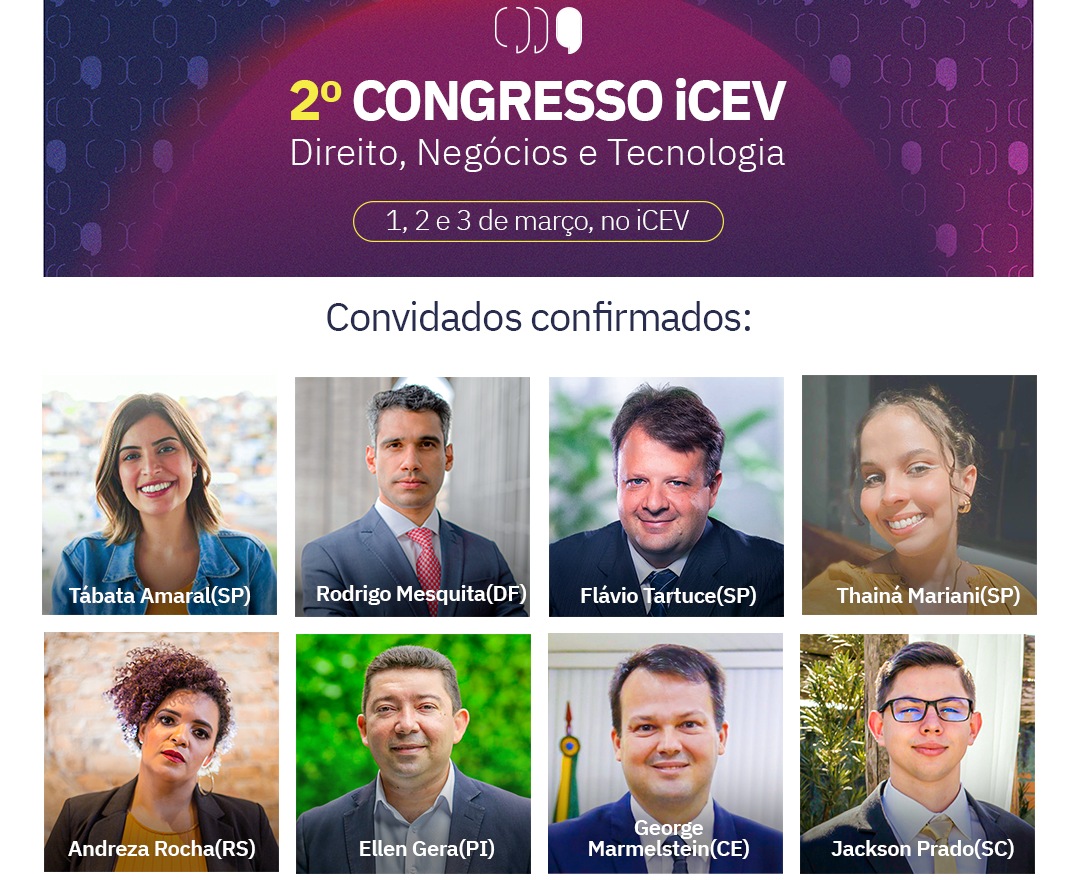 2º CONGRESSO iCEV
Direito, Negócios e Tecnologia
1, 2 e 3 de março, no iCEV
Convidados confirmados:
Tábata Amaral(SP)
Rodrigo Mesquita(DF)
Flávio Tartuce(SP)
Thainá Mariani(SP)
Andreza Rocha(RS)
Ellen Gera(PI)
George
Marmelstein(CE)
Jackson Prado(SC)